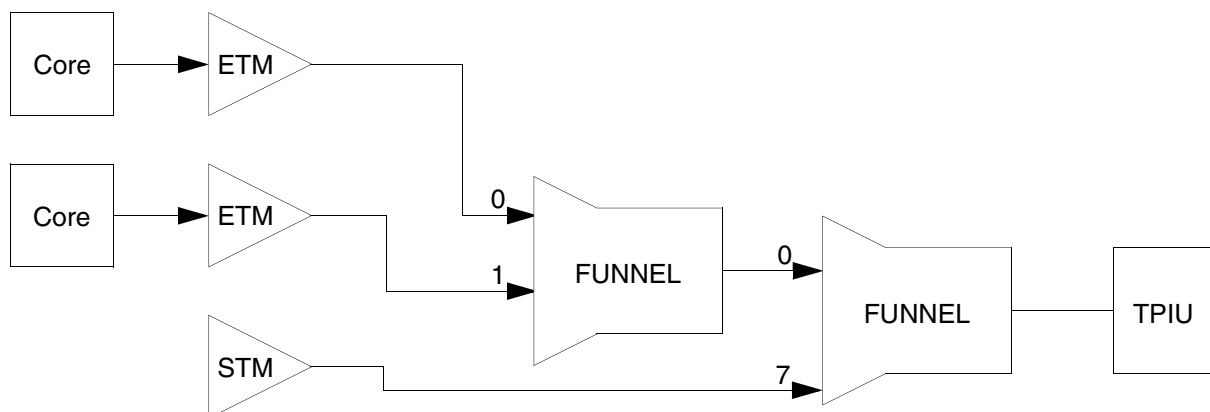 Core
ETM
Core
ETM
0
1
FUNNEL
0
FUNNEL
TPIU
STM
7